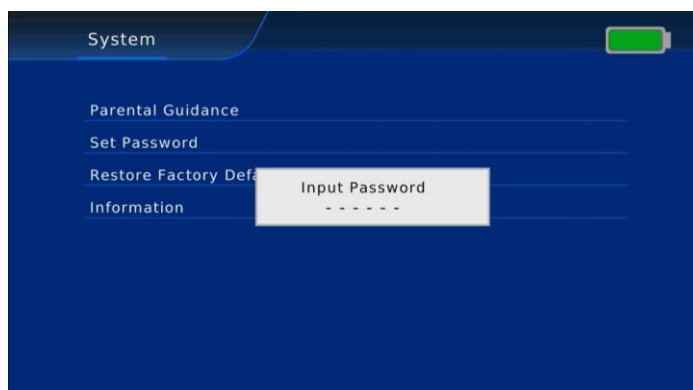 System
Parental Guidance
Set Password
Restore Factory Defa
Information
Input Password
- - - - - -